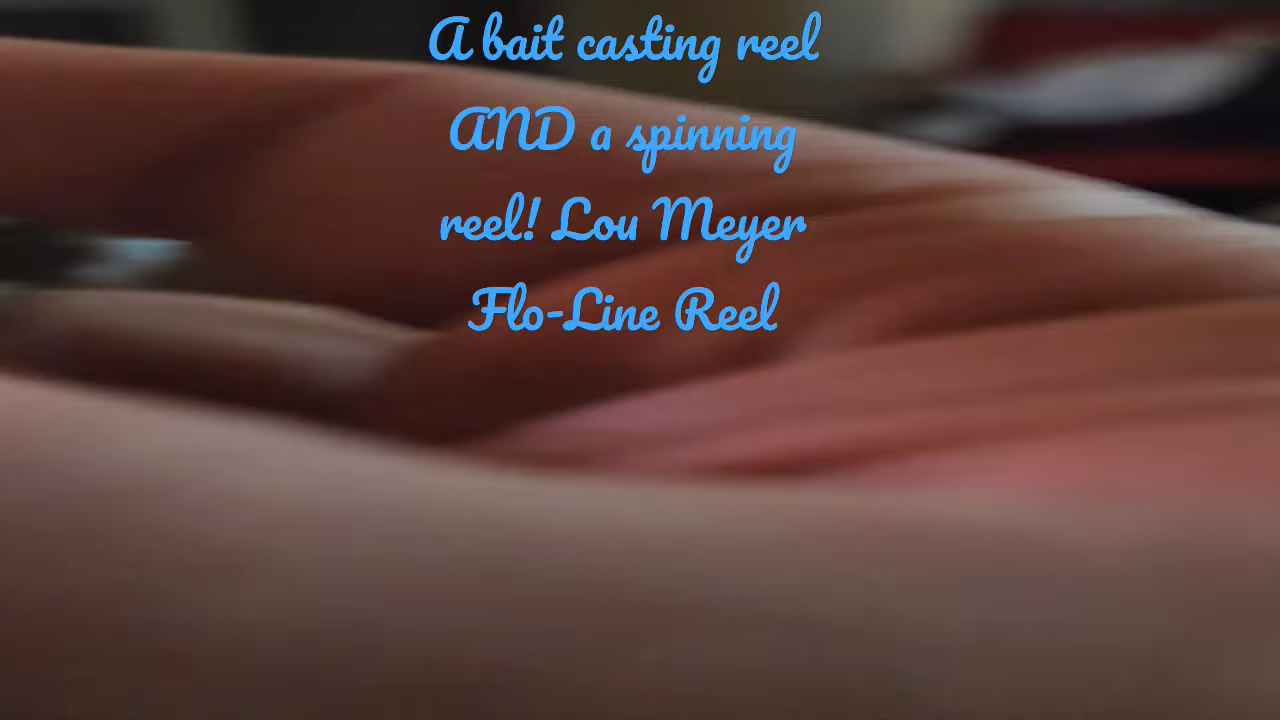 A bait casting reel
AND a spinning
reel! Lou Meyer
Flo-Line Reel